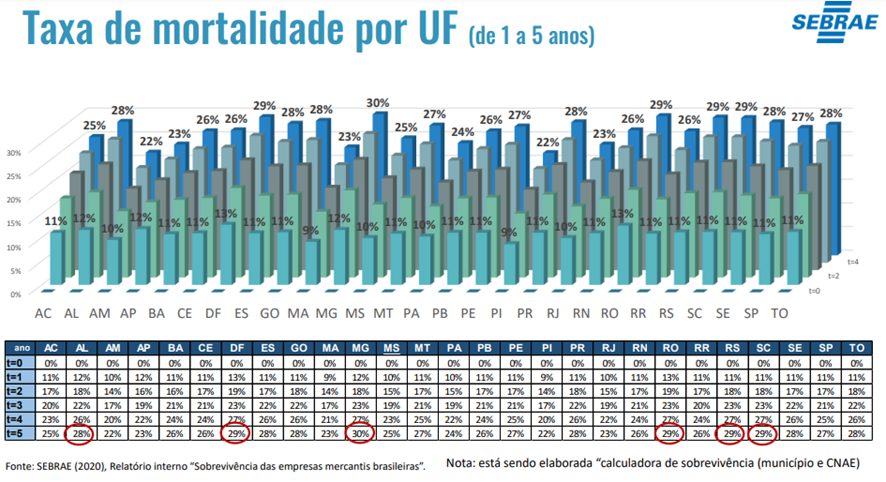 Taxa de mortalidade por UF (de 1 a 5 anos)
SEBRAE
25% 28% 22% 23% 26% 26% 29% 28% 28% 23% 30% 25% 27% 24% 26% 27% 22% 28% 23% 26% 29% 26% 29% 29% 28% 27% 28%
30%
25%
20%
15%
10%
5%
0%
11% 12% 10% 12% 11% 11% 13% 11% 11% 9% 12% 10% 11% 10% 11% 11% 9% 11% 10% 11% 13% 11% 11% 11% 11% 11% 11%
t=4
t=2
t=0
AC AL AM AP BA CE DF ES GO MA MG MS MT PA PB PE PI PR RJ RN RO RR RS SC SE SP TO
ano AC AL AM AP BA CE DF ES GO MA MG MS MT PA PB PE PI PR RJ RN RO RR RS SC SE SP TO
t=0 0% 0% 0% 0% 0% 0% 0% 0% 0% 0% 0% 0% 0% 0% 0% 0% 0% 0% 0% 0% 0% 0% 0% 0% 0% 0% 0%
t=1 11% 12% 10% 12% 11% 11% 13% 11% 11% 9% 12% 10% 11% 10% 11% 11% 9% 11% 10% 11% 13% 11% 11% 11% 11% 11% 11%
t=2 17% 18% 14% 16% 16% 17% 19% 17% 18% 14% 18% 15% 17% 15% 17% 17% 14% 18% 15% 17% 19% 17% 18% 18% 17% 17% 18%
t=3 20% 22% 17% 19% 21% 21% 23% 22% 22% 17% 23% 19% 21% 19% 21% 21% 17% 22% 19% 21% 23% 20% 23% 23% 22% 21% 22%
t=4 23% 26% 20% 22% 24% 24% 27% 26% 26% 21% 27% 23% 25% 22% 24% 25% 20% 26% 22% 24% 27% 24% 27% 27% 26% 25% 26%
t=5 25% 28% 22% 23% 26% 26% 29% 28% 28% 23% 30% 25% 27% 24% 26% 27% 22% 28% 23% 26% 29% 26% 29% 29% 28% 27% 28%
Fonte: SEBRAE (2020), Relatório interno “Sobrevivência das empresas mercantis brasileiras”.
Nota: está sendo elaborada “calculadora de sobrevivência (município e CNAE)